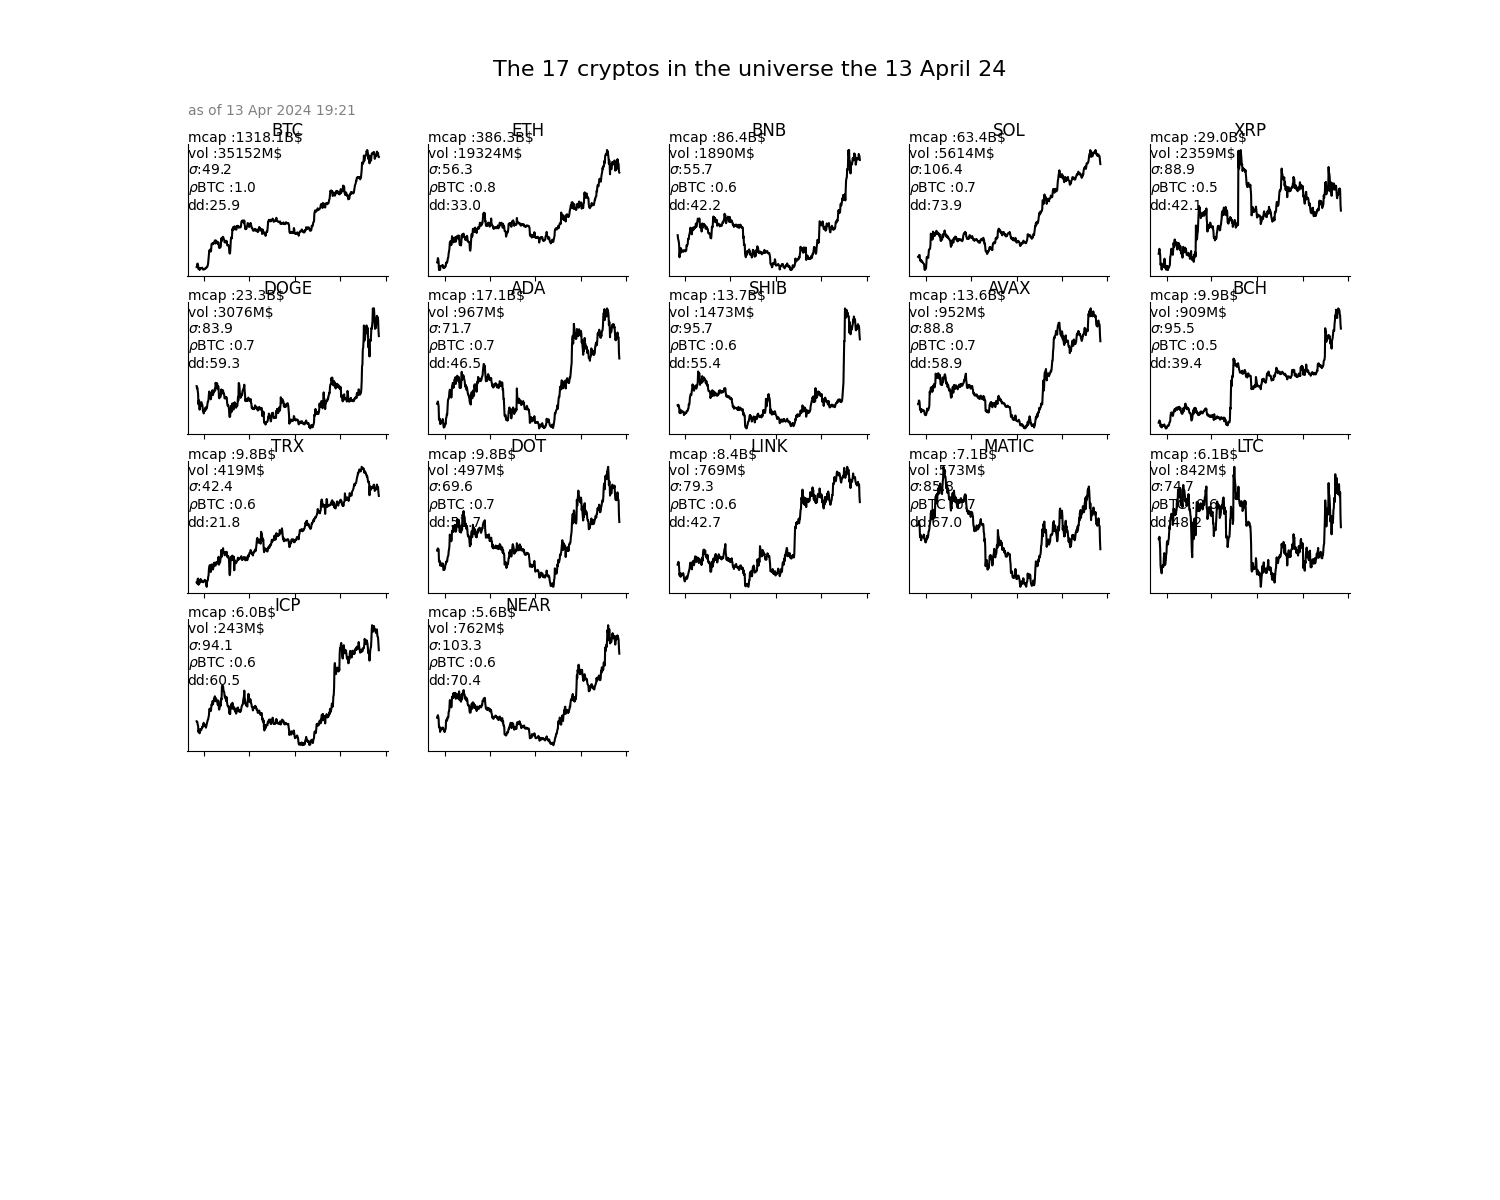 The 17 cryptos in the universe the 13 April 24
as of 13 Apr 2024 19:21
BTC
mcap :1318.1B$
vol :35152M$
σ:49.2
ρBTC :1.0
dd:25.9
ETH
mcap :386.3B$
vol :19324M$
σ:56.3
ρBTC :0.8
dd:33.0
BNB
mcap :86.4B$
vol :1890M$
σ:55.7
ρBTC :0.6
dd:42.2
SOL
mcap :63.4B$
vol :5614M$
σ:106.4
ρBTC :0.7
dd:73.9
XRP
mcap :29.0B$
vol :2359M$
σ:88.9
ρBTC :0.5
dd:42.1
DOGE
mcap :23.3B$
vol :3076M$
σ:83.9
ρBTC :0.7
dd:59.3
ADA
mcap :17.1B$
vol :967M$
σ:71.7
ρBTC :0.7
dd:46.5
SHIB
mcap :13.7B$
vol :1473M$
σ:95.7
ρBTC :0.6
dd:55.4
AVAX
mcap :13.6B$
vol :952M$
σ:88.8
ρBTC :0.7
dd:58.9
BCH
mcap :9.9B$
vol :909M$
σ:95.5
ρBTC :0.5
dd:39.4
TRX
mcap :9.8B$
vol :419M$
σ:42.4
ρBTC :0.6
dd:21.8
DOT
mcap :9.8B$
vol :497M$
σ:69.6
ρBTC :0.7
LINK
mcap :8.4B$
vol :769M$
σ:79.3
ρBTC :0.6
dd:42.7
MATIC
mcap :7.1B$
vol :573M$
σ:85.8
ρBTC :0.7
dd:67.0
LTC
mcap :6.1B$
vol :842M$
σ:74.7
ρBTC :0.6
dd:48.2
ICP
mcap :6.0B$
vol :243M$
σ:94.1
ρBTC :0.6
dd:60.5
NEAR
mcap :5.6B$
vol :762M$
σ:103.3
ρBTC :0.6
dd:70.4